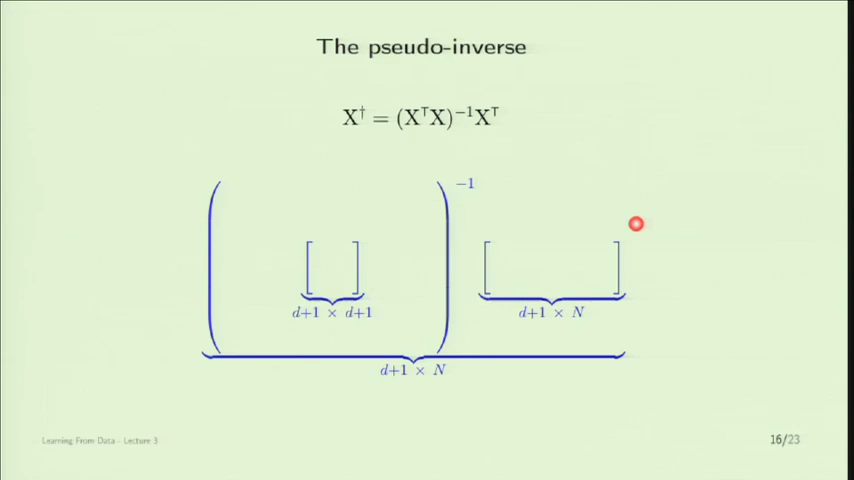 The pseudo-inverse
X† = (XᵀX)⁻¹Xᵀ
−1
d+1 × d+1
d+1 × N
d+1 × N
Learning From Data - Lecture 3
16/23